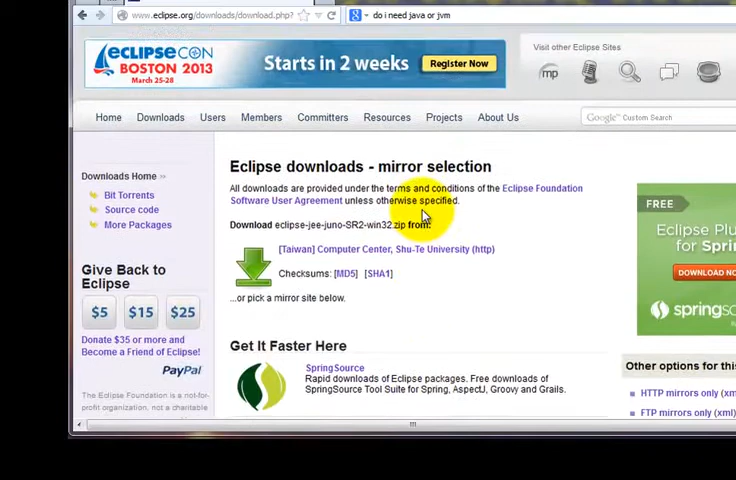 www.eclipse.org/downloads/download.php?
do i need java or jvm
eclipseCON
BOSTON 2013
March 25-28
Starts in 2 weeks
Register Now
Visit other Eclipse Sites
mp
Home Downloads Users Members Committers Resources Projects About Us
Google™ Custom Search
Downloads Home >>
Bit Torrents
Source code
More Packages
Give Back to
Eclipse
$5 $15 $25
Donate $35 or more and
Become a Friend of Eclipse!
PayPal
The Eclipse Foundation is a not-for-
profit organization, not a charitable
Eclipse downloads - mirror selection
All downloads are provided under the terms and conditions of the Eclipse Foundation
Software User Agreement unless otherwise specified.
Download eclipse-jee-juno-SR2-win32.zip from:
[Taiwan] Computer Center, Shu-Te University (http)
Checksums: [MD5] [SHA1]
...or pick a mirror site below.
Get It Faster Here
SpringSource
Rapid downloads of Eclipse packages. Free downloads of
SpringSource Tool Suite for Spring, AspectJ, Groovy and Grails.
FREE
Eclipse Plu
for Spri
DOWNLOAD NO
springso
Other options for this
HTTP mirrors only (xm
FTP mirrors only (xml)